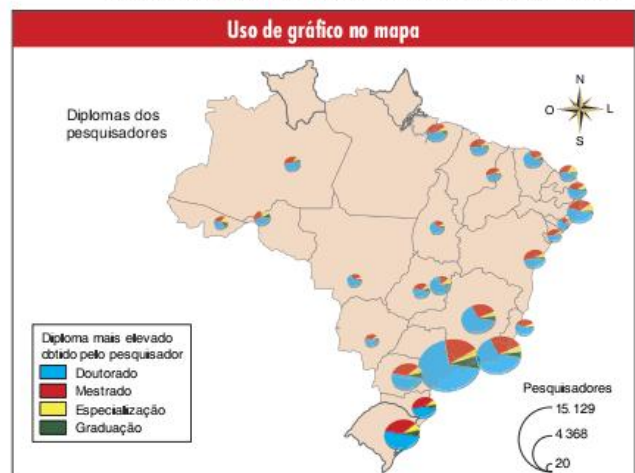 Uso de gráfico no mapa
Diplomas dos
pesquisadores
N
O
L
S
Diploma mais elevado
obtido pelo pesquisador
Doutorado
Mestrado
Especialização
Graduação
Pesquisadores
15.129
4.368
20